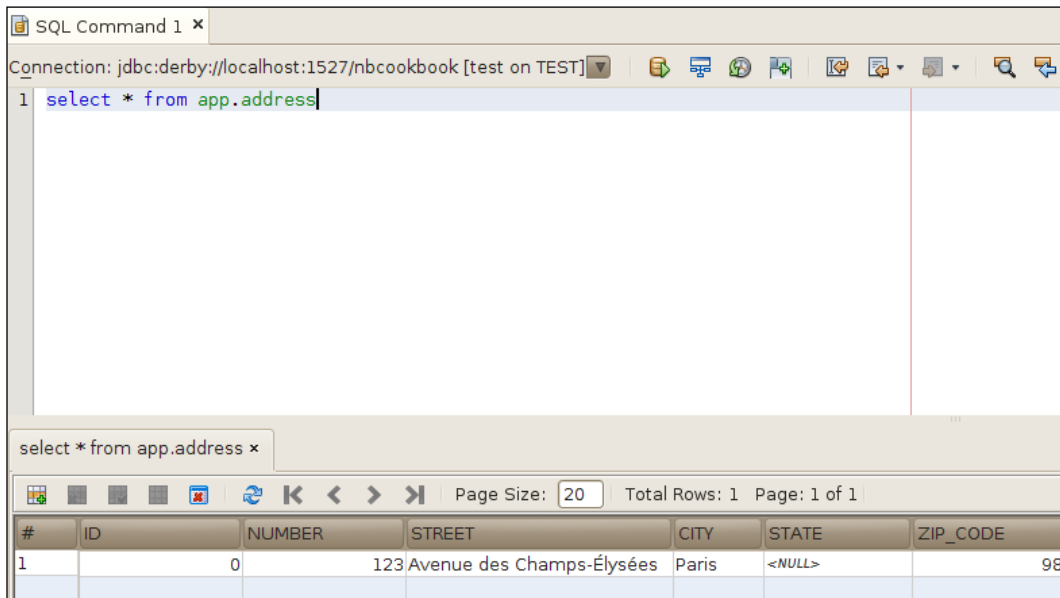 SQL Command 1 ×
Connection: jdbc:derby://localhost:1527/nbcookbook [test on TEST]
1 select * from app.address
select * from app.address ×
Page Size: 20 Total Rows: 1 Page: 1 of 1
# ID NUMBER STREET CITY STATE ZIP_CODE
1 0 123 Avenue des Champs-Élysées Paris <NULL> 98